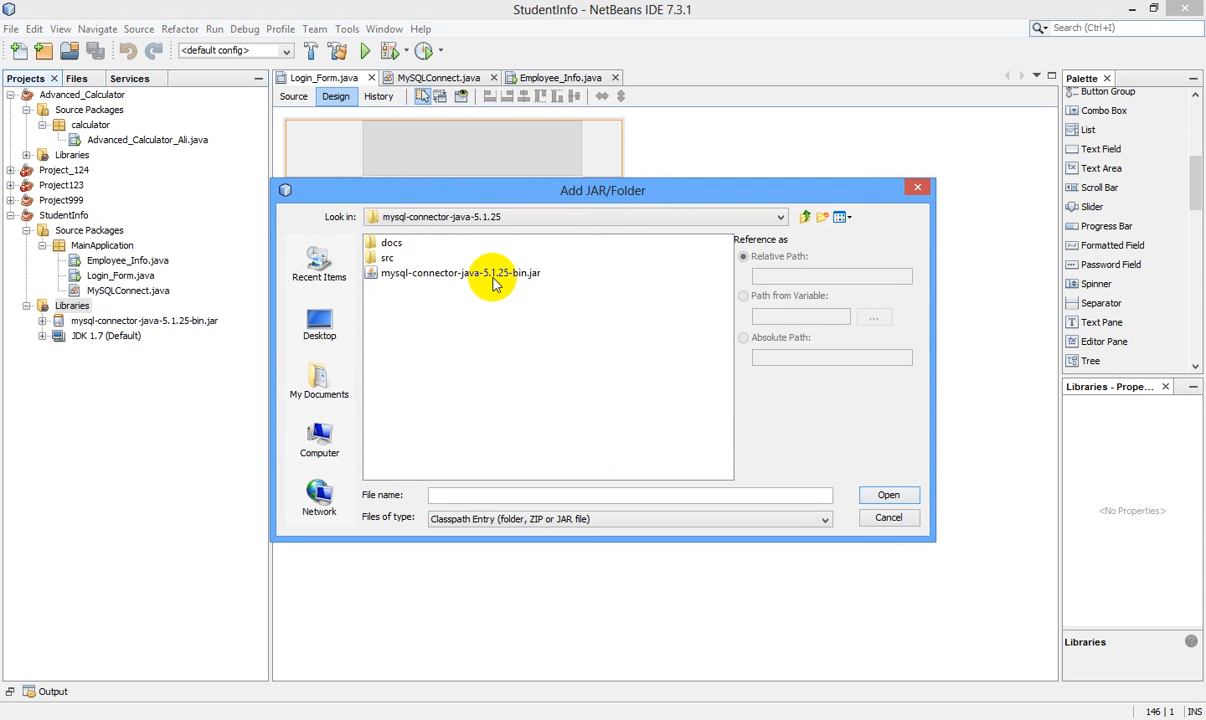 StudentInfo - NetBeans IDE 7.3.1
File Edit View Navigate Source Refactor Run Debug Profile Team Tools Window Help
Search (Ctrl+I)
<default config>
Projects Files Services
Login_Form.java MySQLConnect.java Employee_Info.java
Source Design History
Advanced_Calculator
Source Packages
calculator
Advanced_Calculator_Ali.java
Libraries
Project_124
Project123
Project999
StudentInfo
Source Packages
MainApplication
Employee_Info.java
Login_Form.java
MySQLConnect.java
Libraries
mysql-connector-java-5.1.25-bin.jar
JDK 1.7 (Default)
Add JAR/Folder
Look in: mysql-connector-java-5.1.25
Recent Items
Desktop
My Documents
Computer
Network
docs
src
mysql-connector-java-5.1.25-bin.jar
Reference as
Relative Path:
Path from Variable:
...
Absolute Path:
File name:
Open
Files of type: Classpath Entry (folder, ZIP or JAR file)
Cancel
Palette
Button Group
Combo Box
List
Text Field
Text Area
Scroll Bar
Slider
Progress Bar
Formatted Field
Password Field
Spinner
Separator
Text Pane
Editor Pane
Tree
Libraries - Prope...
<No Properties>
Libraries
Output
146 | 1 INS